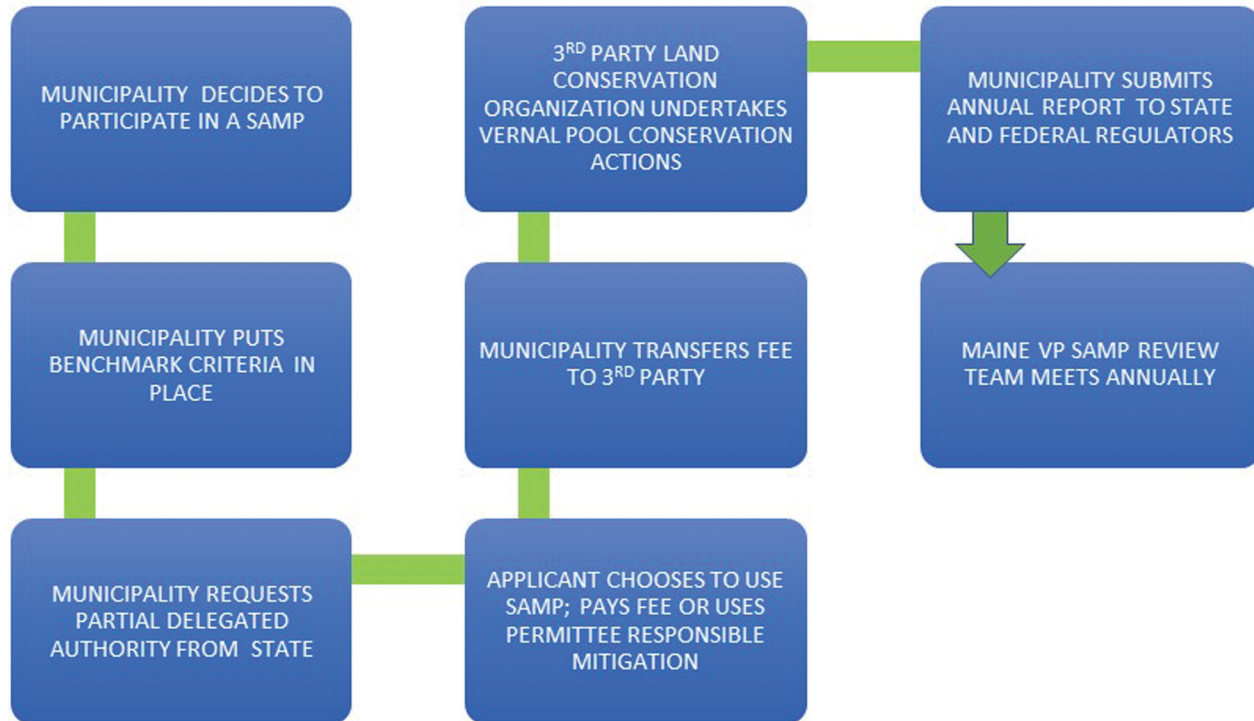 MUNICIPALITY DECIDES TO
PARTICIPATE IN A SAMP
MUNICIPALITY PUTS
BENCHMARK CRITERIA IN
PLACE
MUNICIPALITY REQUESTS
PARTIAL DELEGATED
AUTHORITY FROM STATE
APPLICANT CHOOSES TO USE
SAMP; PAYS FEE OR USES
PERMITTEE RESPONSIBLE
MITIGATION
MUNICIPALITY TRANSFERS FEE
TO 3RD PARTY
3RD PARTY LAND
CONSERVATION
ORGANIZATION UNDERTAKES
VERNAL POOL CONSERVATION
ACTIONS
MUNICIPALITY SUBMITS
ANNUAL REPORT TO STATE
AND FEDERAL REGULATORS
MAINE VP SAMP REVIEW
TEAM MEETS ANNUALLY